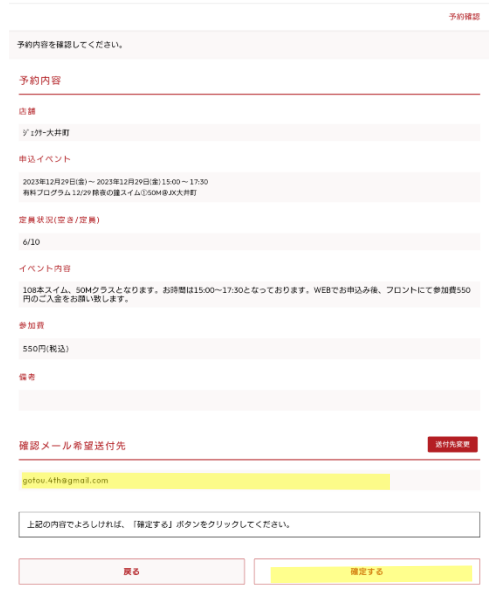 予約確認
予約内容を確認してください。
予約内容
店舗
ｼﾞｪｸｻｰ大井町
申込イベント
2023年12月29日(金)～2023年12月29日(金) 15:00～17:30
有料プログラム 12/29 除夜の鐘スイム①50M@JX大井町
定員状況(空き/定員)
6/10
イベント内容
108本スイム、50Mクラスとなります。お時間は15:00～17:30となっております。WEBでお申込み後、フロントにて参加費550
円のご入金をお願い致します。
参加費
550円(税込)
備考
確認メール希望送付先
送付先変更
gotou.4th@gmail.com
上記の内容でよろしければ、「確定する」ボタンをクリックしてください。
戻る
確定する